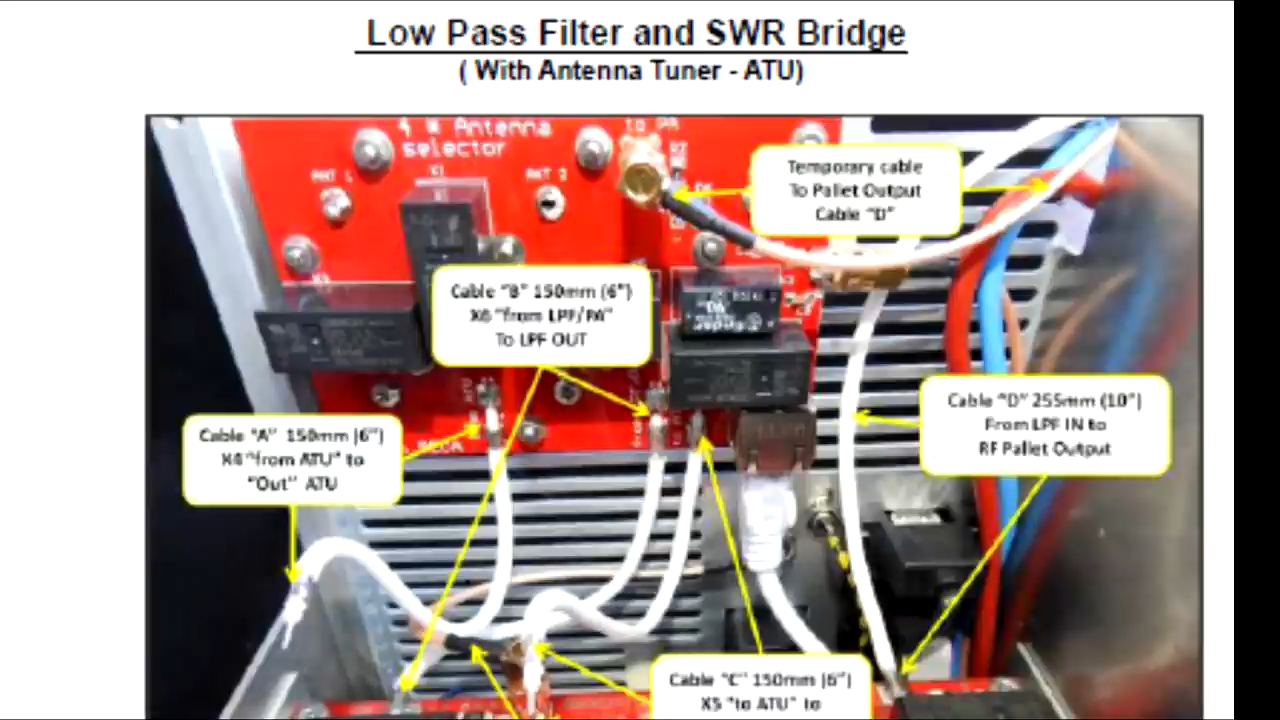 Low Pass Filter and SWR Bridge
( With Antenna Tuner - ATU)
4 x Antenna
selector
to PA
X1
ANT 1
ANT 2
Temporary cable
To Pallet Output
Cable “D”
Cable “B” 150mm (6”)
X6 “from LPF/PA”
To LPF OUT
Cable “D” 255mm (10”)
From LPF IN to
RF Pallet Output
Cable “A” 150mm (6”)
X4 “from ATU” to
“Out” ATU
Cable “C” 150mm (6”)
X5 “to ATU” to